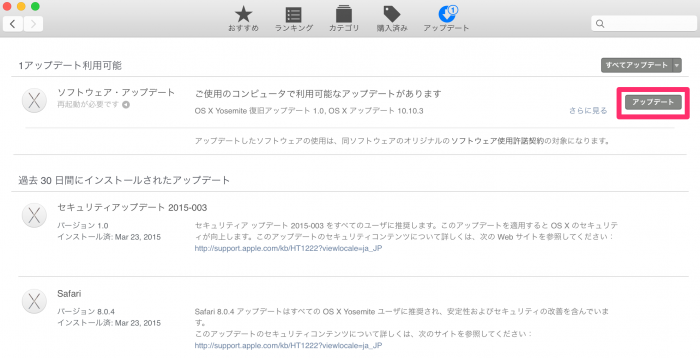 おすすめ
ランキング
カテゴリ
購入済み
アップデート
1
1アップデート利用可能
すべてアップデート
ソフトウェア・アップデート
再起動が必要です
ご使用のコンピュータで利用可能なアップデートがあります
OS X Yosemite 復旧アップデート 1.0, OS X アップデート 10.10.3
さらに見る
アップデート
アップデートしたソフトウェアの使用は、同ソフトウェアのオリジナルのソフトウェア使用許諾契約の対象になります。
過去 30 日間にインストールされたアップデート
セキュリティアップデート 2015-003
バージョン 1.0
インストール済: Mar 23, 2015
セキュリティア ップデート 2015-003 をすべてのユーザに推奨します。このアップデートを適用すると OS X のセキュリテ
ィが向上します。このアップデートのセキュリティコンテンツについて詳しくは、次の Web サイトを参照してください：
http://support.apple.com/kb/HT1222?viewlocale=ja_JP
Safari
バージョン 8.0.4
インストール済: Mar 23, 2015
Safari 8.0.4 アップデートはすべての OS X Yosemite ユーザに推奨され、安定性およびセキュリティの改善を含んでいま
す。
このアップデートのセキュリティコンテンツについて詳しくは、次のサイトを参照してください：
http://support.apple.com/kb/HT1222?viewlocale=ja_JP